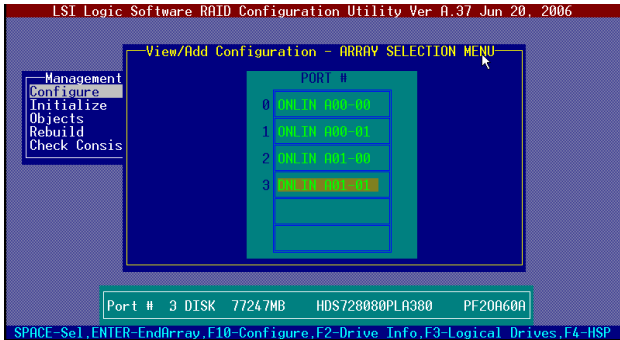 LSI Logic Software RAID Configuration Utility Ver A.37 Jun 20, 2006
View/Add Configuration - ARRAY SELECTION MENU
Management
Configure
Initialize
Objects
Rebuild
Check Consis
PORT #
0 ONLIN A00-00
1 ONLIN A00-01
2 ONLIN A01-00
3 ONLIN A01-01
Port # 3 DISK 77247MB HDS728080PLA380 PF2OA60A
SPACE-Sel,ENTER-EndArray,F10-Configure,F2-Drive Info,F3-Logical Drives,F4-HSP